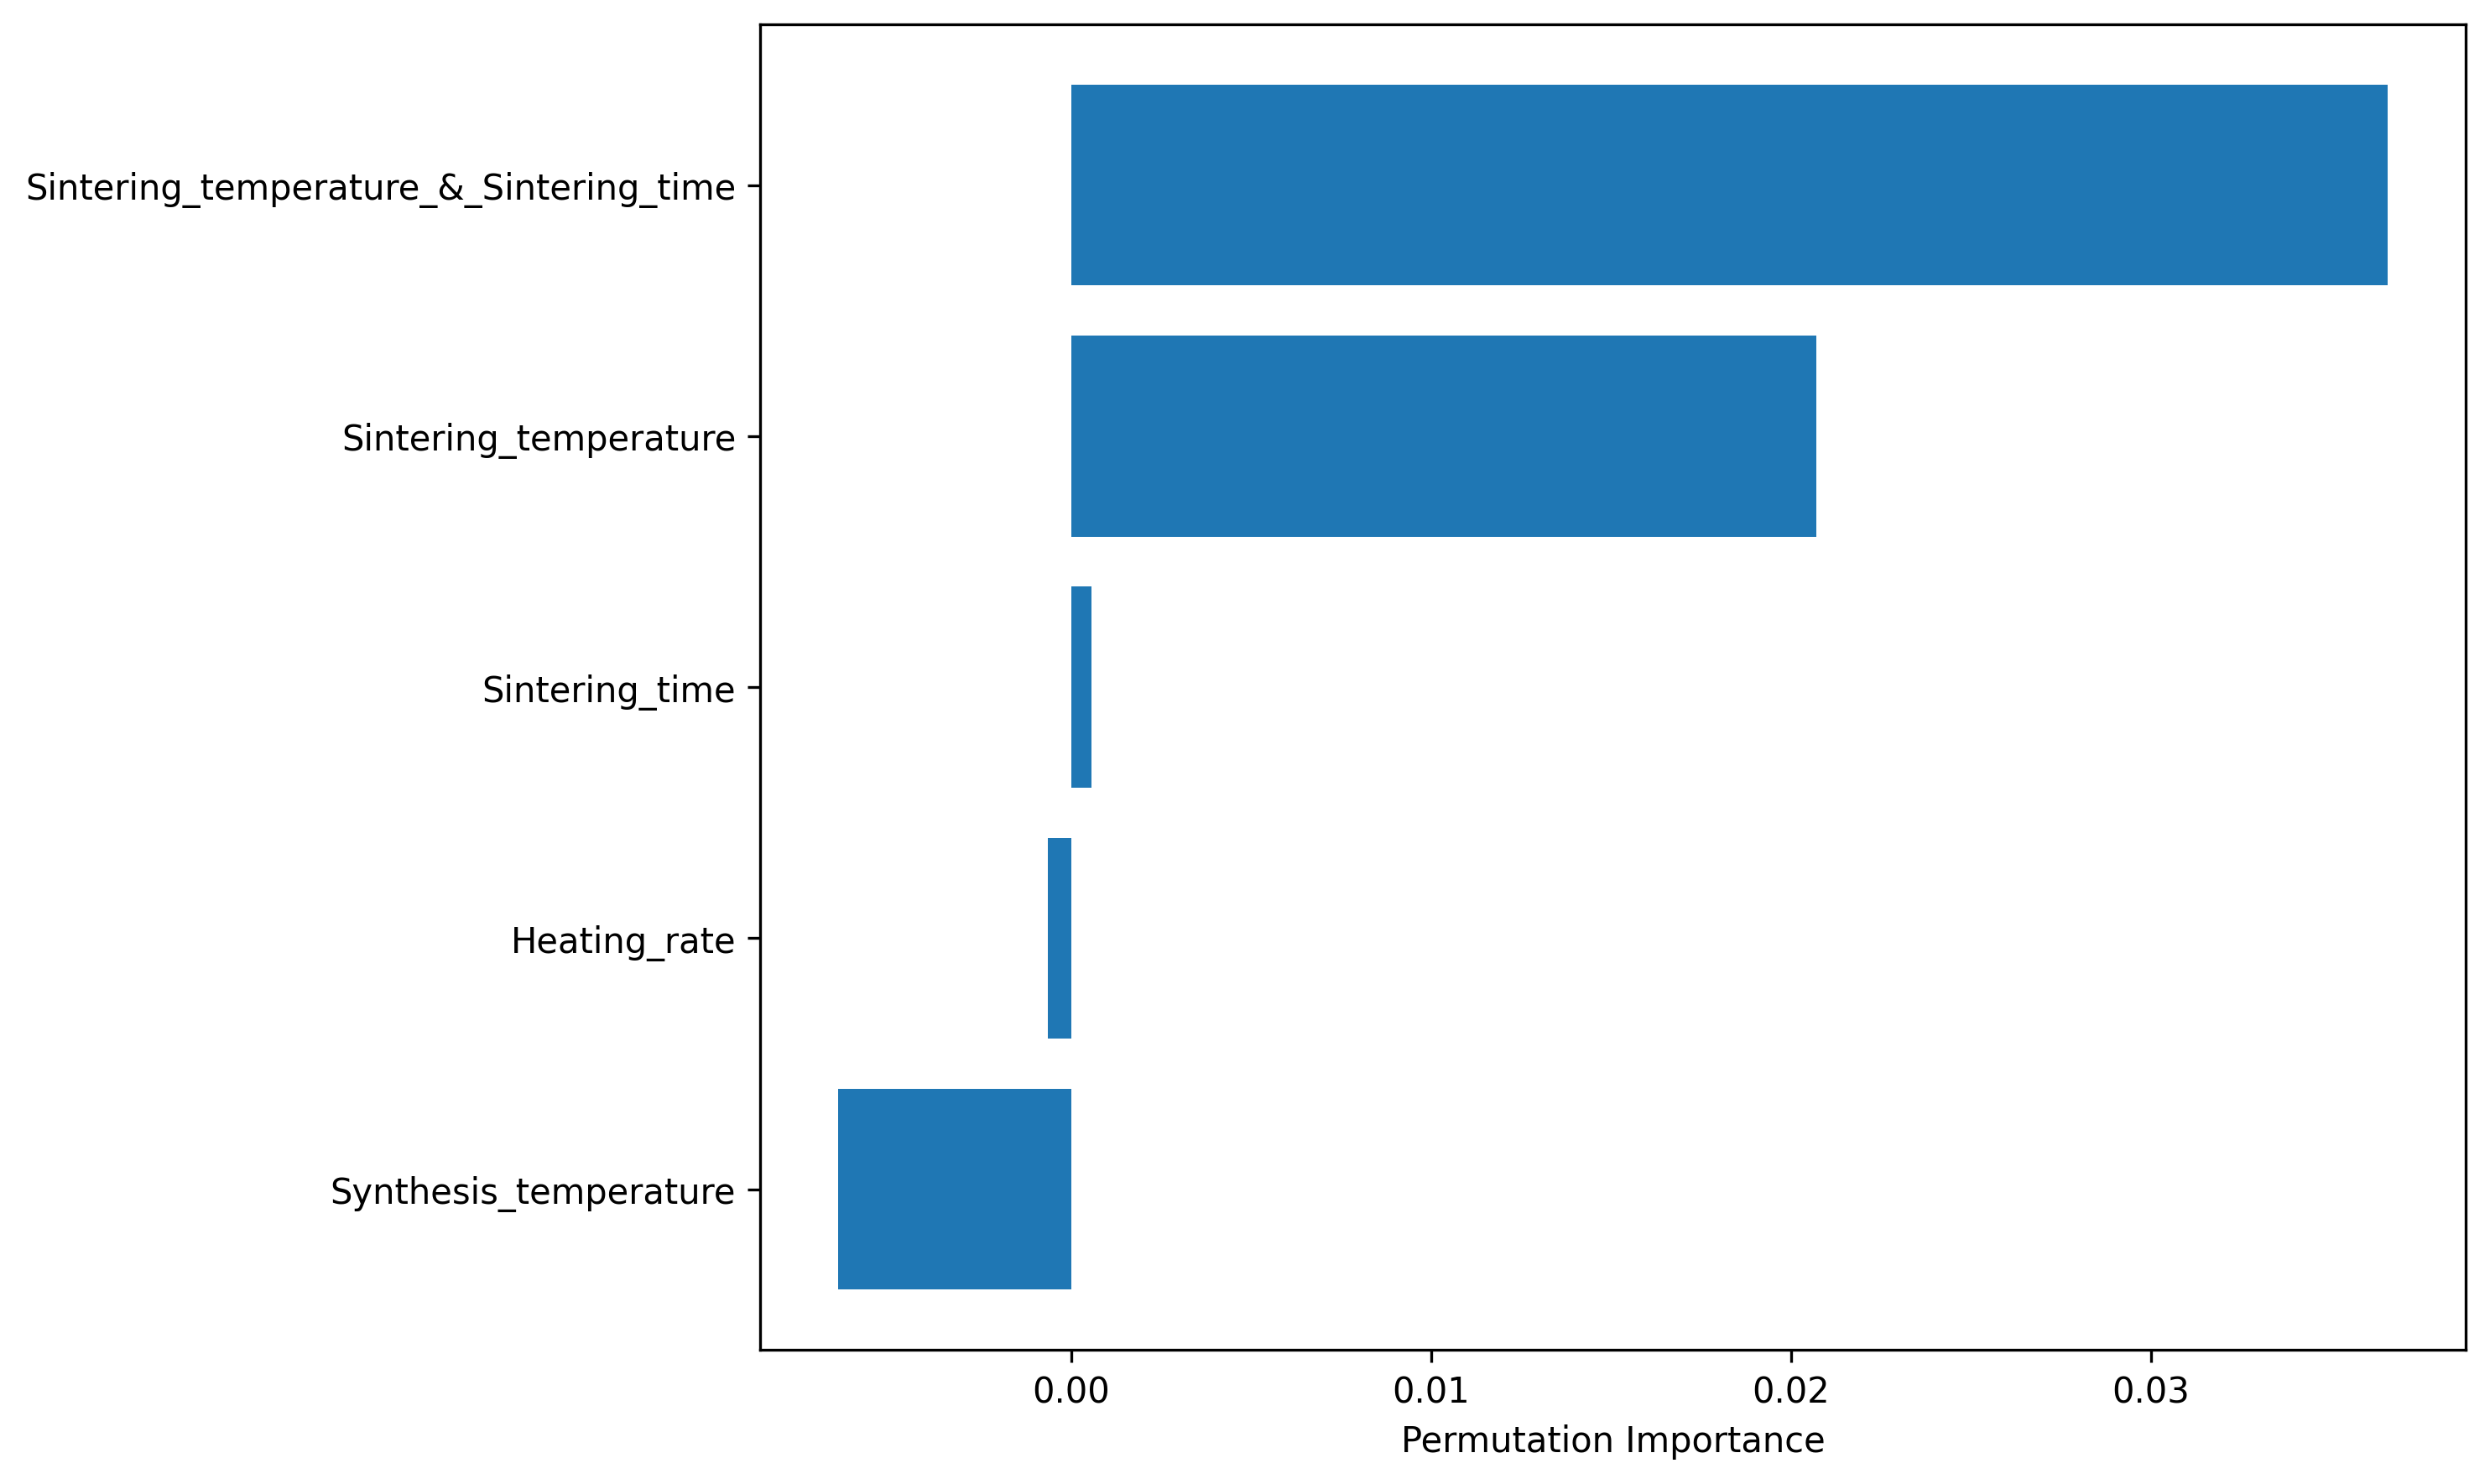 Sintering_temperature_&_Sintering_time
Sintering_temperature
Sintering_time
Heating_rate
Synthesis_temperature
0.00 0.01 0.02 0.03
Permutation Importance